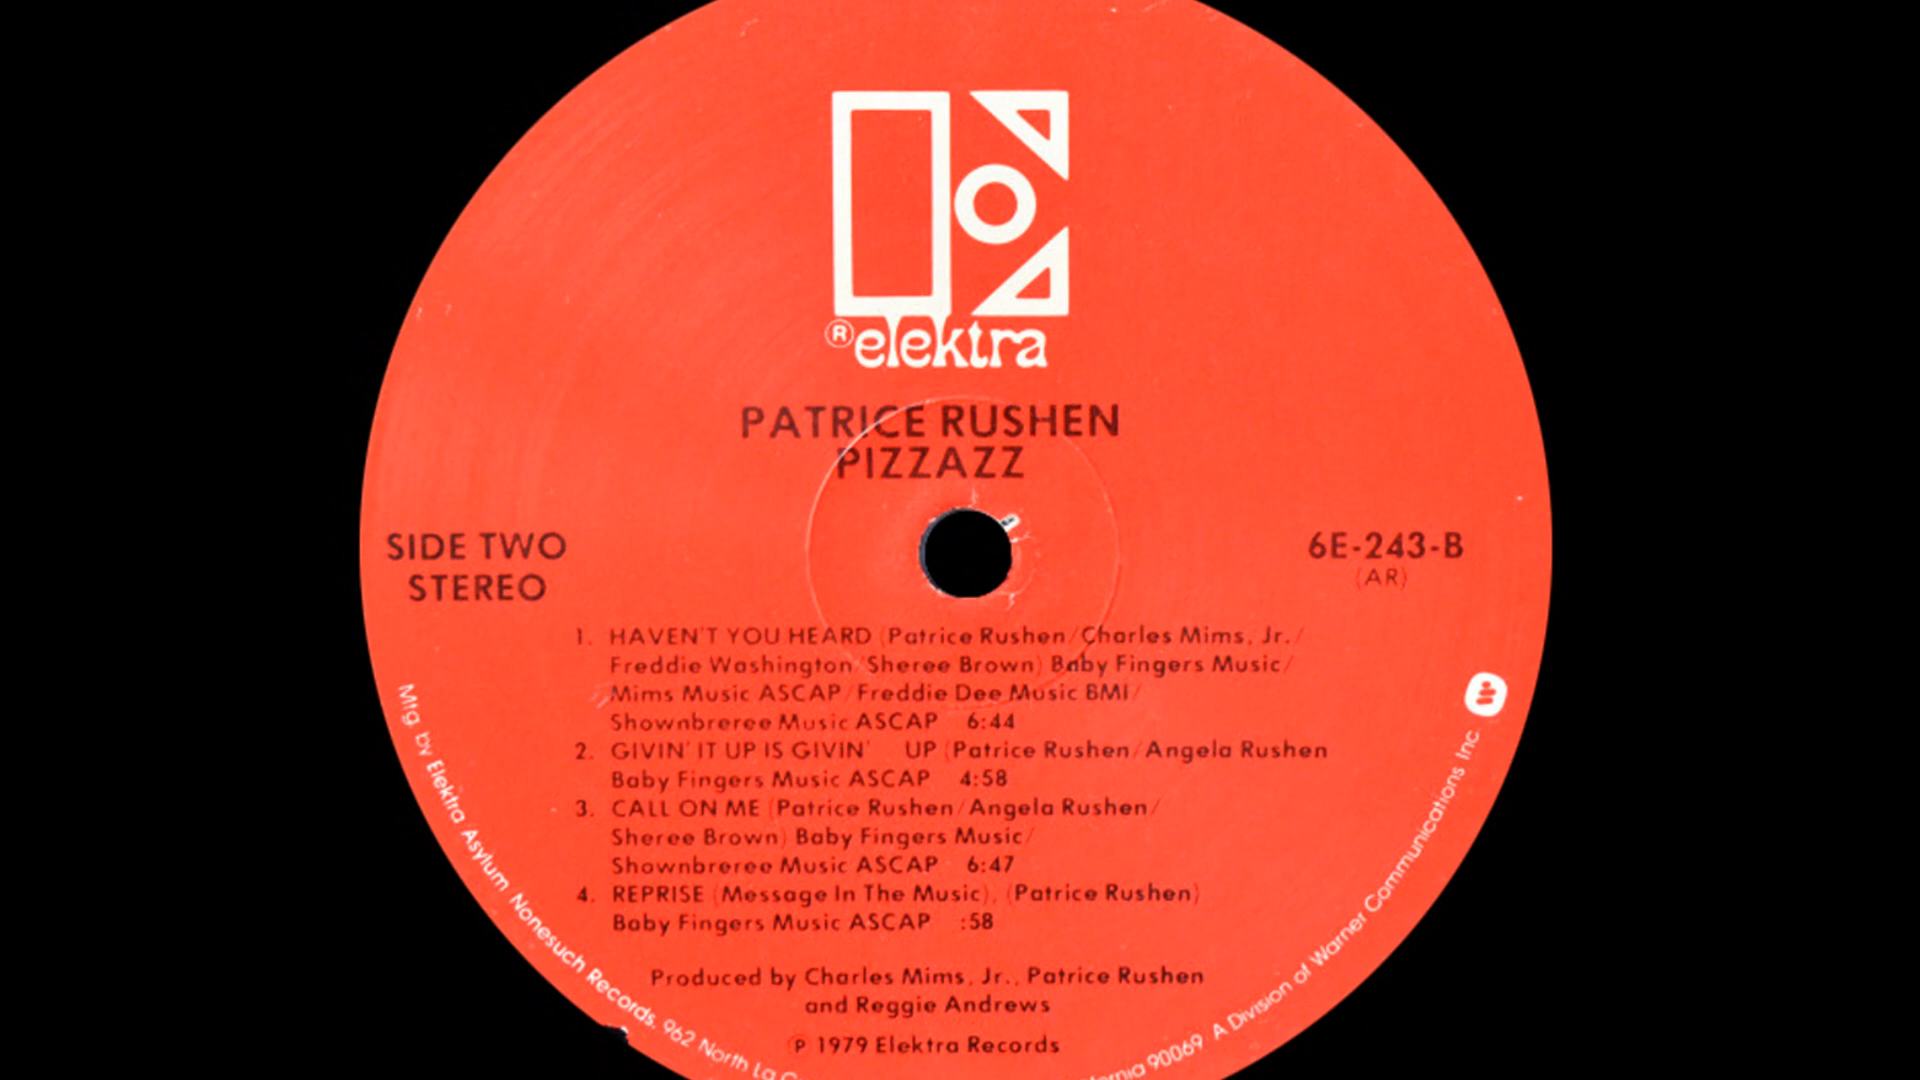 ®elektra
PATRICE RUSHEN
PIZZAZZ
SIDE TWO
STEREO
6E-243-B
(AR)
1. HAVEN'T YOU HEARD (Patrice Rushen/Charles Mims, Jr./
Freddie Washington/Sheree Brown) Baby Fingers Music/
Mims Music ASCAP/Freddie Dee Music BMI/
Shownbreree Music ASCAP 6:44
2. GIVIN' IT UP IS GIVIN' UP (Patrice Rushen/Angela Rushen
Baby Fingers Music ASCAP 4:58
3. CALL ON ME (Patrice Rushen/Angela Rushen/
Sheree Brown) Baby Fingers Music/
Shownbreree Music ASCAP 6:47
4. REPRISE (Message In The Music), (Patrice Rushen)
Baby Fingers Music ASCAP :58
Produced by Charles Mims, Jr., Patrice Rushen
and Reggie Andrews
℗ 1979 Elektra Records
Mfg. by Elektra/Asylum/Nonesuch Records, 962 North La
90069. A Division of Warner Communications Inc.